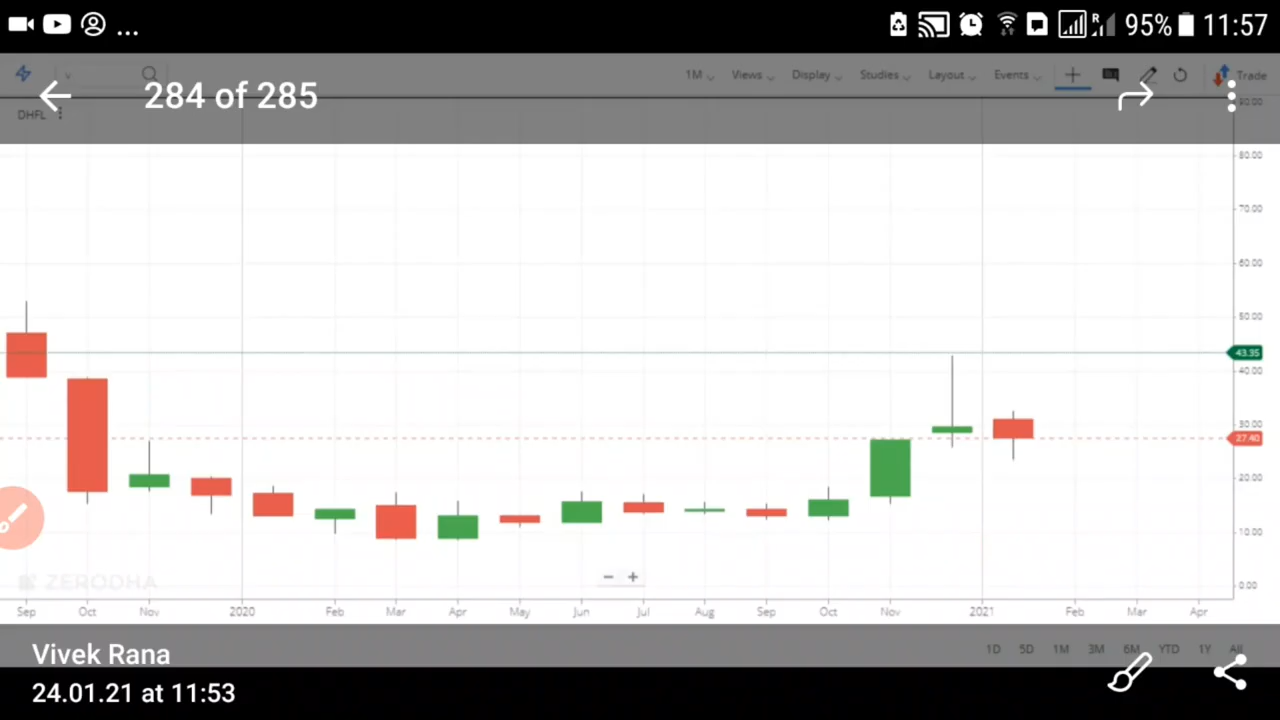 ... 95% 11:57
1M Views Display Studies Layout Events Trade
284 of 285
90.00
DHFL
80.00
70.00
60.00
50.00
43.35
40.00
30.00
27.40
20.00
10.00
0.00
ZERODHA
Sep Oct Nov 2020 Feb Mar Apr May Jun Jul Aug Sep Oct Nov 2021 Feb Mar Apr
1D 5D 1M 3M 6M YTD 1Y All
Vivek Rana
24.01.21 at 11:53